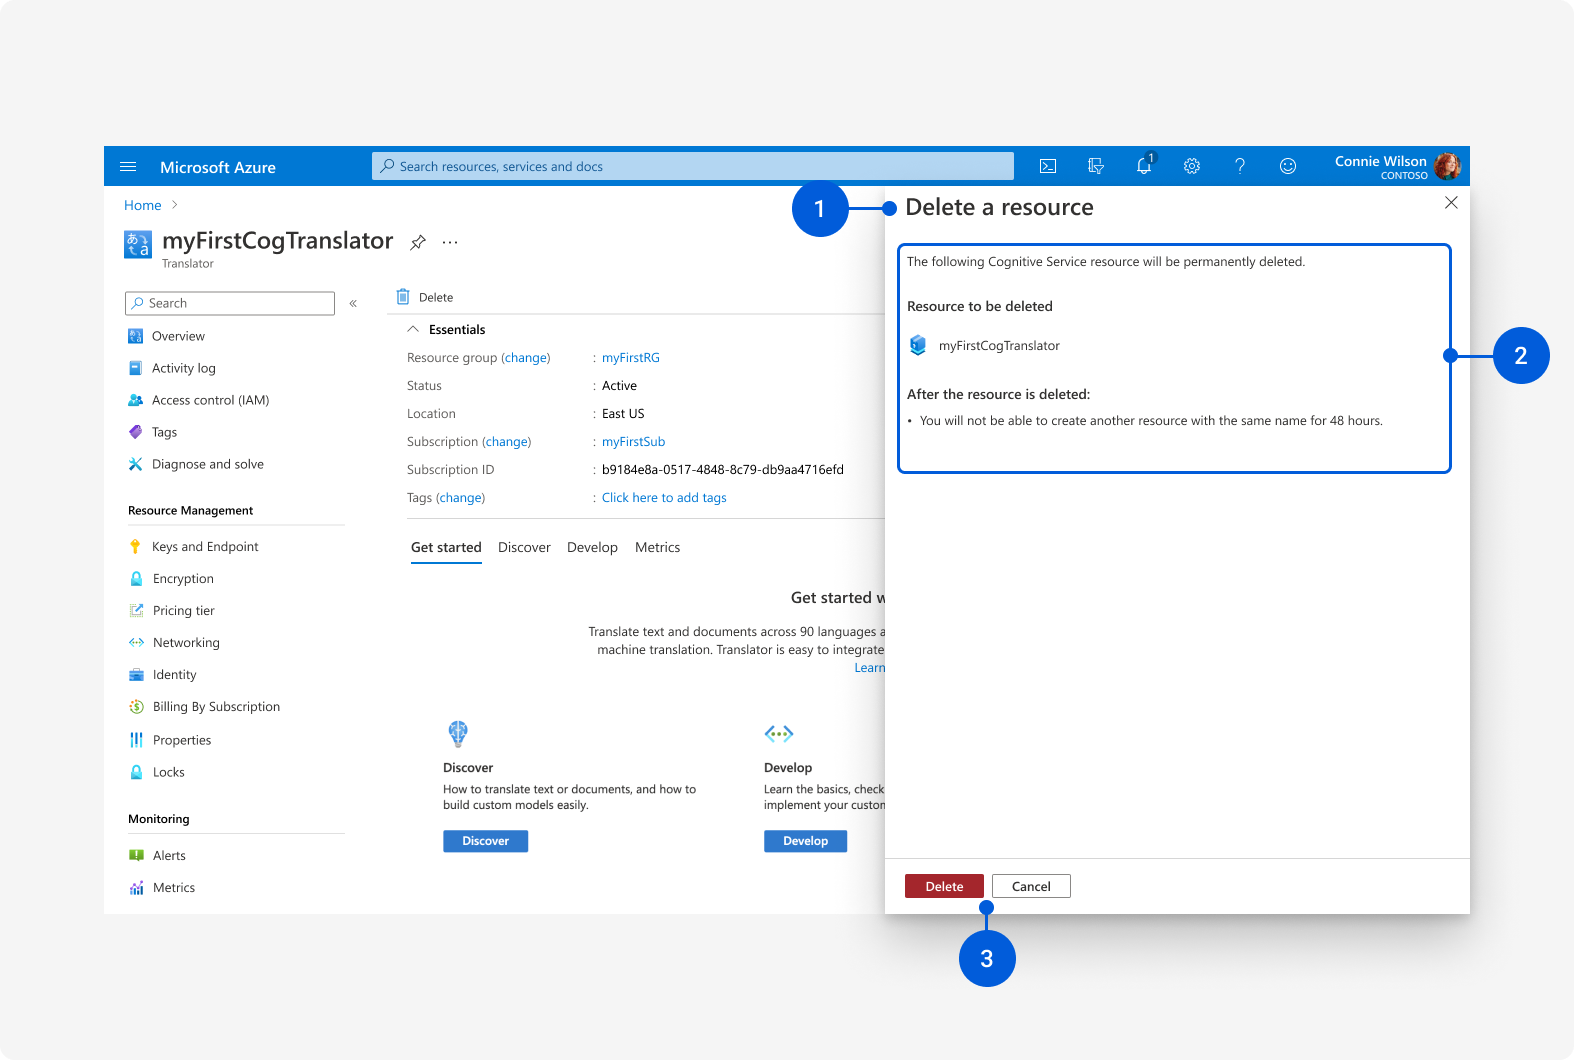 Microsoft Azure
Search resources, services and docs
1
Connie Wilson
CONTOSO
Home
myFirstCogTranslator
Translator
Search
«
Overview
Activity log
Access control (IAM)
Tags
Diagnose and solve
Resource Management
Keys and Endpoint
Encryption
Pricing tier
Networking
Identity
Billing By Subscription
Properties
Locks
Monitoring
Alerts
Metrics
Delete
Essentials
Resource group (change) : myFirstRG
Status : Active
Location : East US
Subscription (change) : myFirstSub
Subscription ID : b9184e8a-0517-4848-8c79-db9aa4716efd
Tags (change) : Click here to add tags
Get started Discover Develop Metrics
Get started w
Translate text and documents across 90 languages a
machine translation. Translator is easy to integrate
Learn
Discover
How to translate text or documents, and how to
build custom models easily.
Discover
Develop
Learn the basics, check
implement your custon
Develop
1
Delete a resource
The following Cognitive Service resource will be permanently deleted.
Resource to be deleted
myFirstCogTranslator
After the resource is deleted:
• You will not be able to create another resource with the same name for 48 hours.
2
Delete
Cancel
3